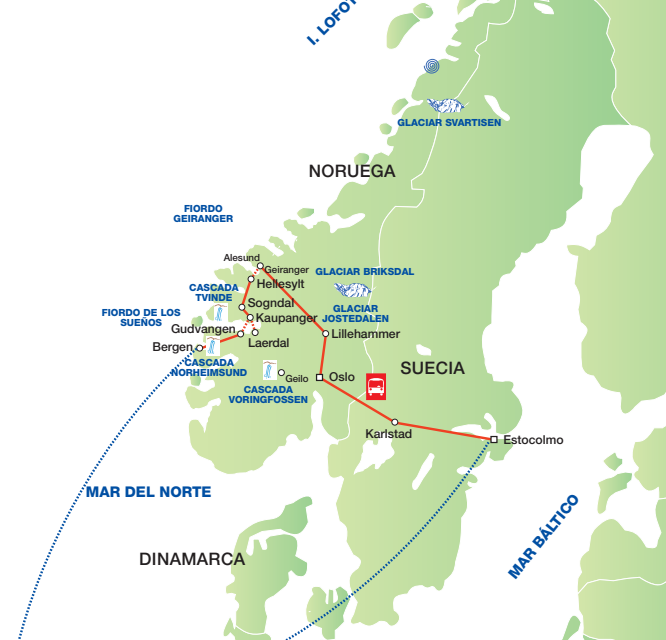 I. LOFOT
GLACIAR SVARTISEN
NORUEGA
FIORDO
GEIRANGER
Alesund
Geiranger
GLACIAR BRIKSDAL
Hellesylt
CASCADA
TVINDE
Sogndal
GLACIAR
JOSTEDALEN
FIORDO DE LOS
SUEÑOS
Kaupanger
Gudvangen
Lillehammer
Laerdal
Bergen
CASCADA
NORHEIMSUND
SUECIA
Geilo
Oslo
CASCADA
VORINGFOSSEN
Karlstad
Estocolmo
MAR DEL NORTE
MAR BÁLTICO
DINAMARCA